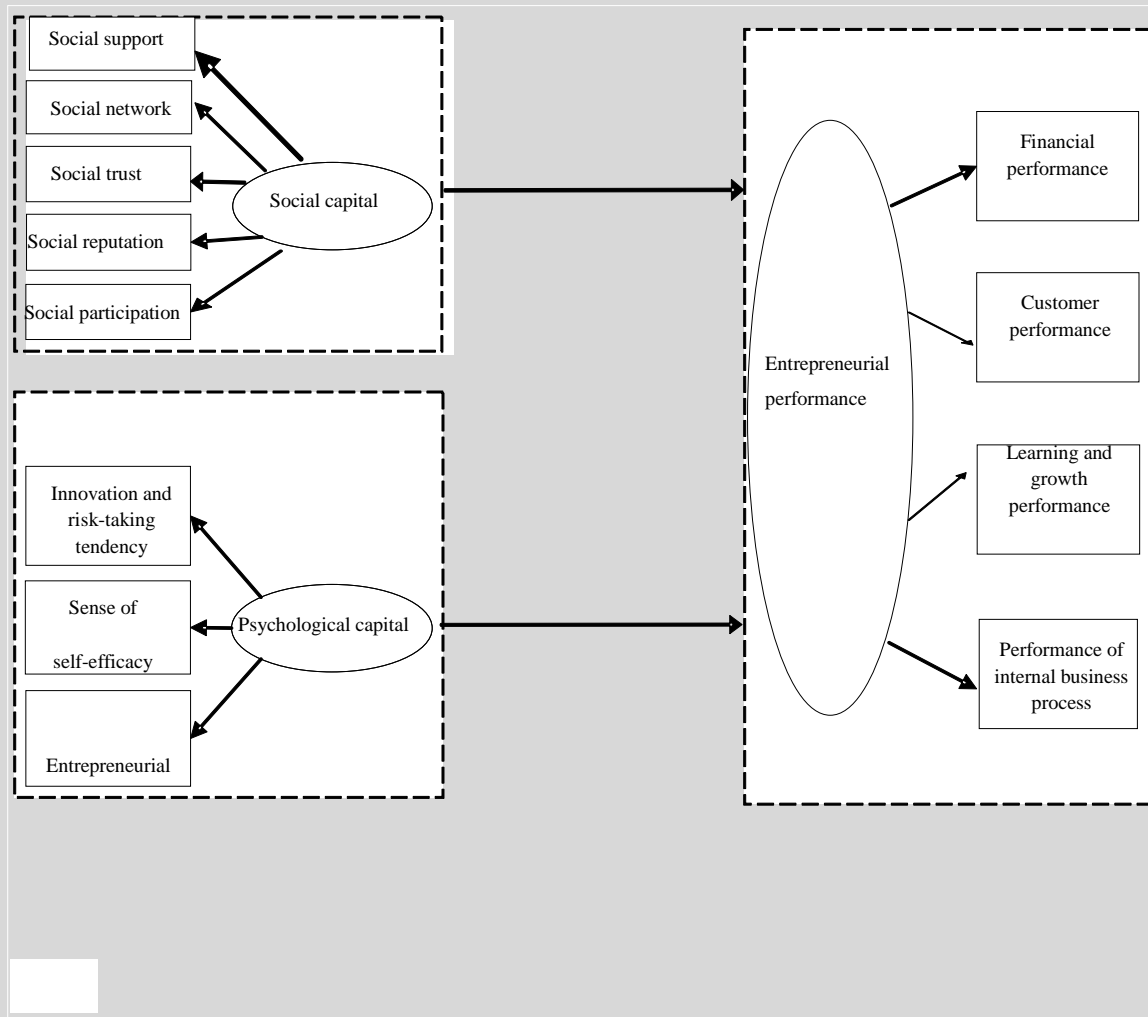 Social support
Social network
Social trust
Social reputation
Social participation
Social capital
Innovation and
risk-taking
tendency
Sense of
self-efficacy
Entrepreneurial
Psychological capital
Entrepreneurial
performance
Financial
performance
Customer
performance
Learning and
growth
performance
Performance of
internal business
process